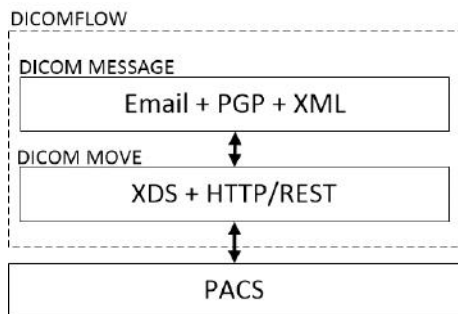 DICOMFLOW
DICOM MESSAGE
Email + PGP + XML
DICOM MOVE
XDS + HTTP/REST
PACS